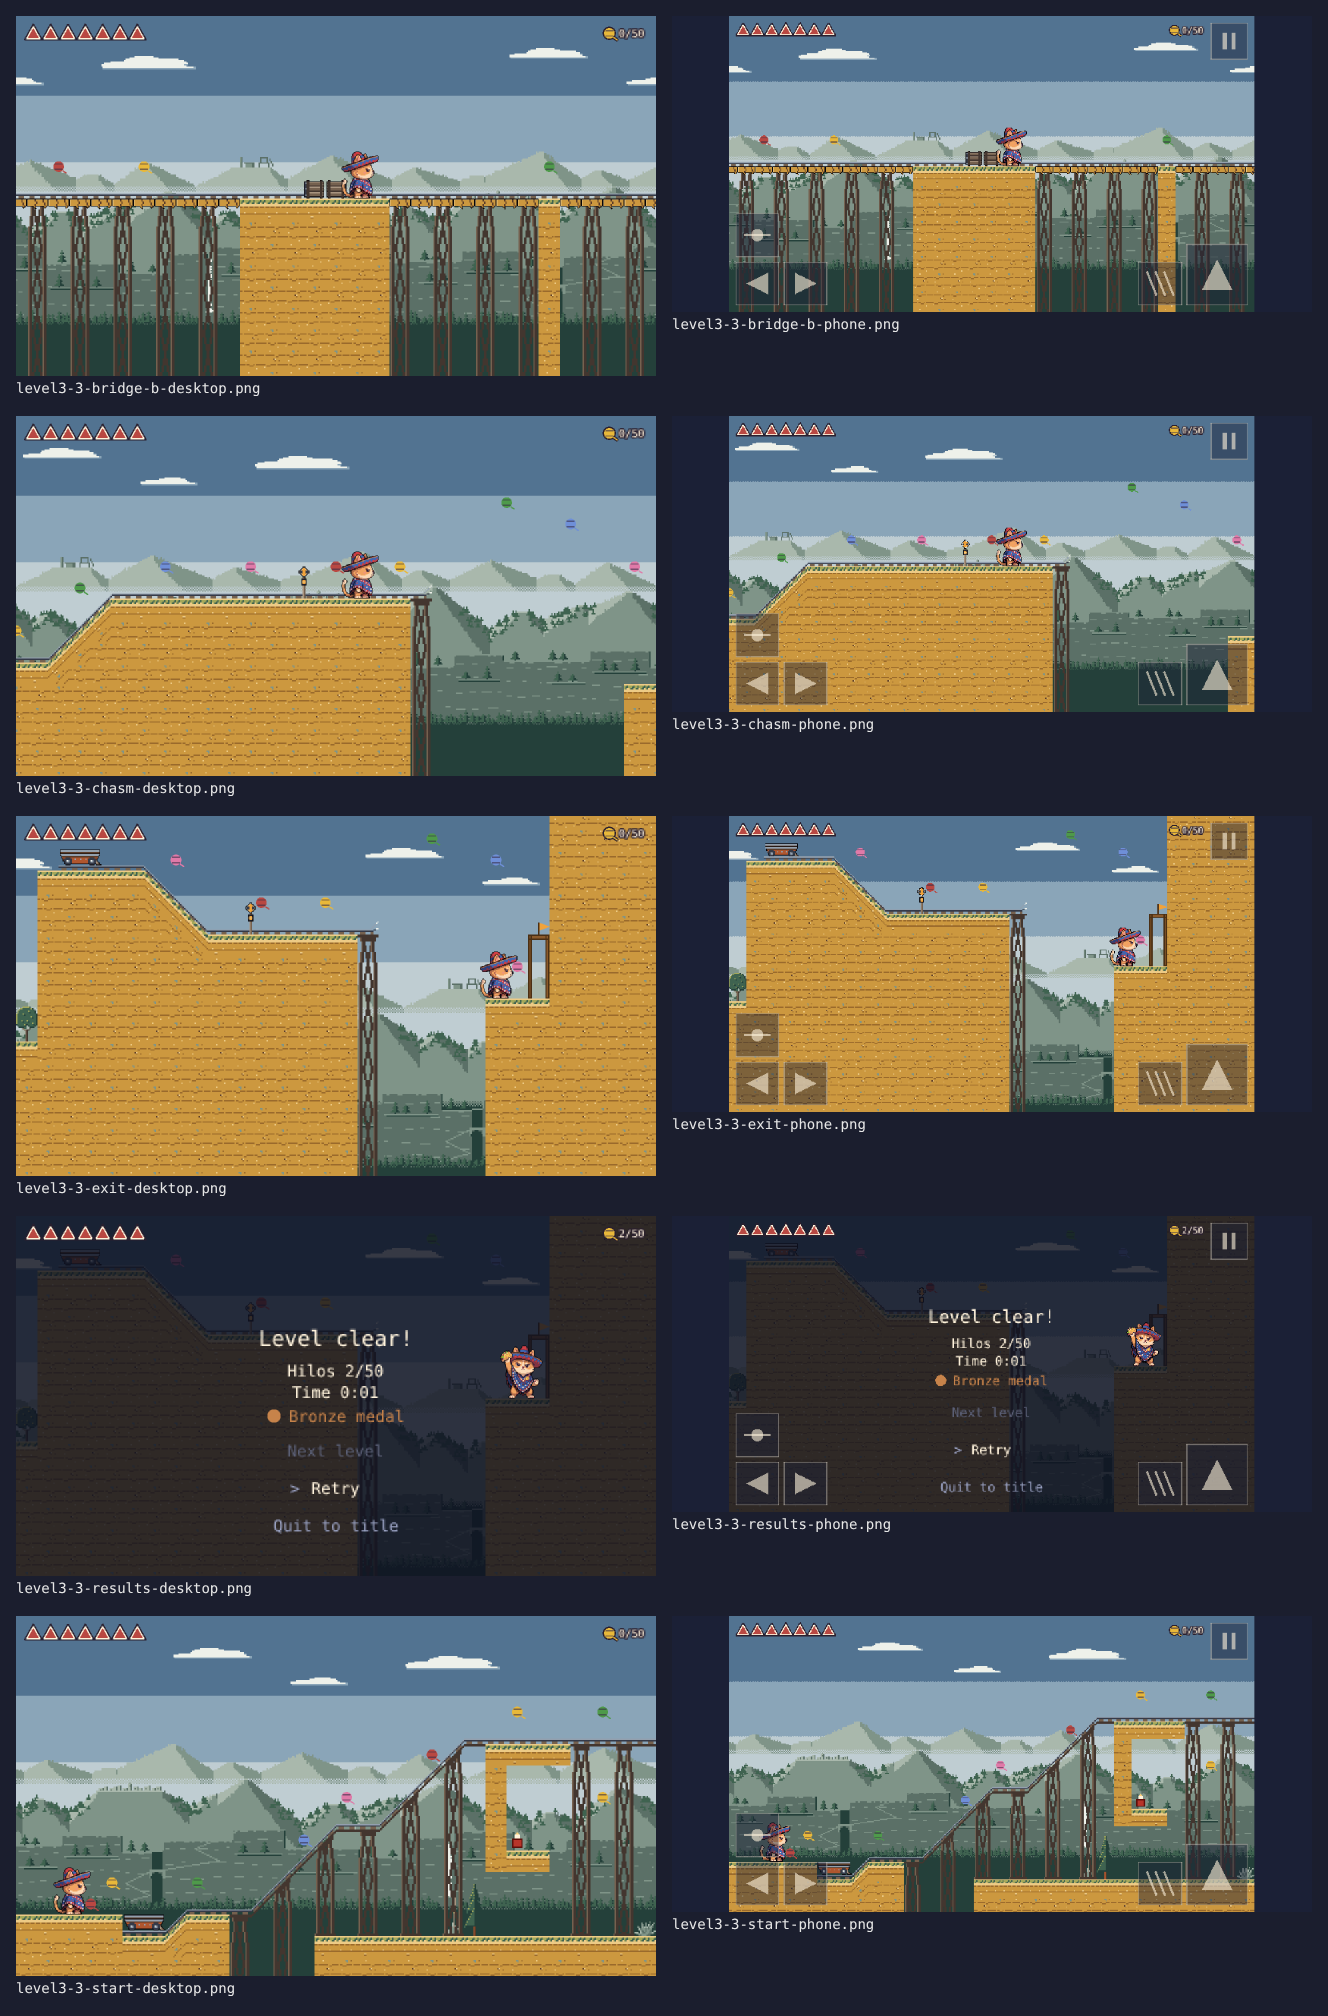 0/50
0/50
level3-3-bridge-b-desktop.png
level3-3-bridge-b-phone.png
0/50
0/50
level3-3-chasm-desktop.png
level3-3-chasm-phone.png
0/50
0/50
level3-3-exit-desktop.png
level3-3-exit-phone.png
2/50
Level clear!
Hilos 2/50
Time 0:01
Bronze medal
Next level
> Retry
Quit to title
level3-3-results-desktop.png
2/50
Level clear!
Hilos 2/50
Time 0:01
Bronze medal
Next level
> Retry
Quit to title
level3-3-results-phone.png
0/50
0/50
level3-3-start-desktop.png
level3-3-start-phone.png